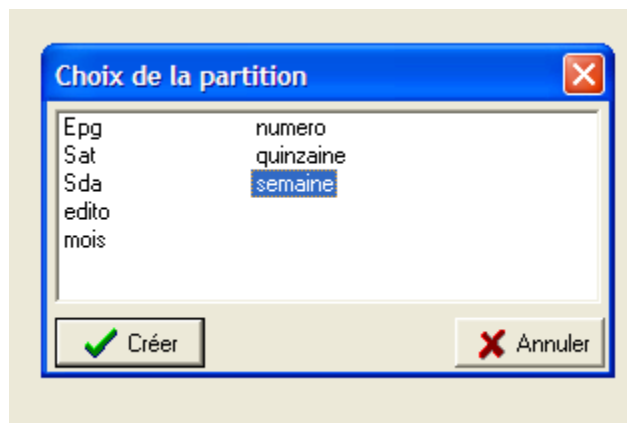 Choix de la partition
Epg numero
Sat quinzaine
Sda semaine
edito
mois
Créer Annuler